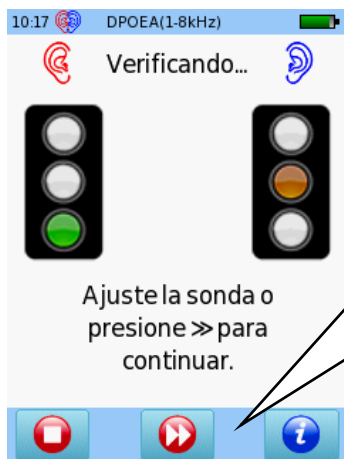 10:17 DPOEA(1-8kHz)
Verificando...
Ajuste la sonda o
presione ≫ para
continuar.
i